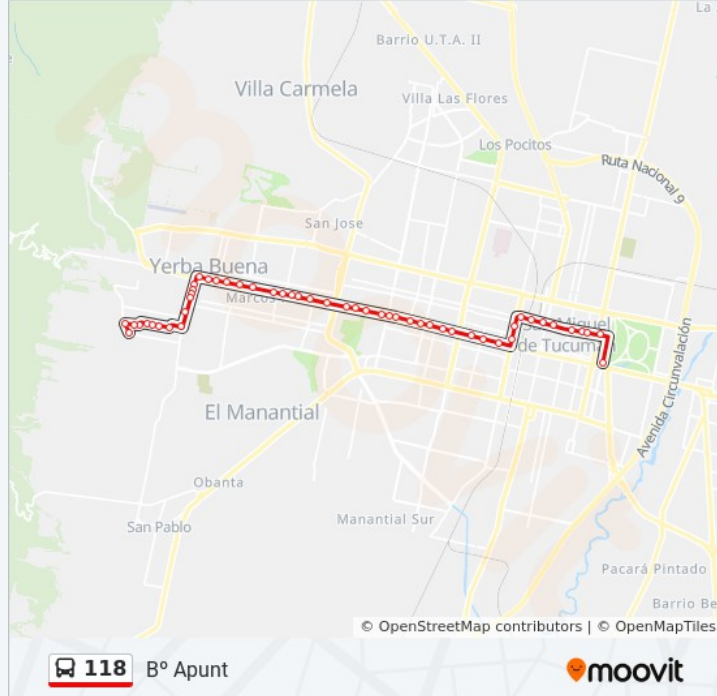 La
Barrio U.T.A. II
Villa Carmela
Villa Las Flores
Los Pocitos
Ruta Nacional 9
San Jose
Yerba Buena
Marcos
Miguel
de Tucum
Avenida Circunvalación
El Manantial
Obanta
Manantial Sur
San Pablo
Pacará Pintado
Barrio Be
© OpenStreetMap contributors | © OpenMapTiles
118 Bº Apunt
moovit